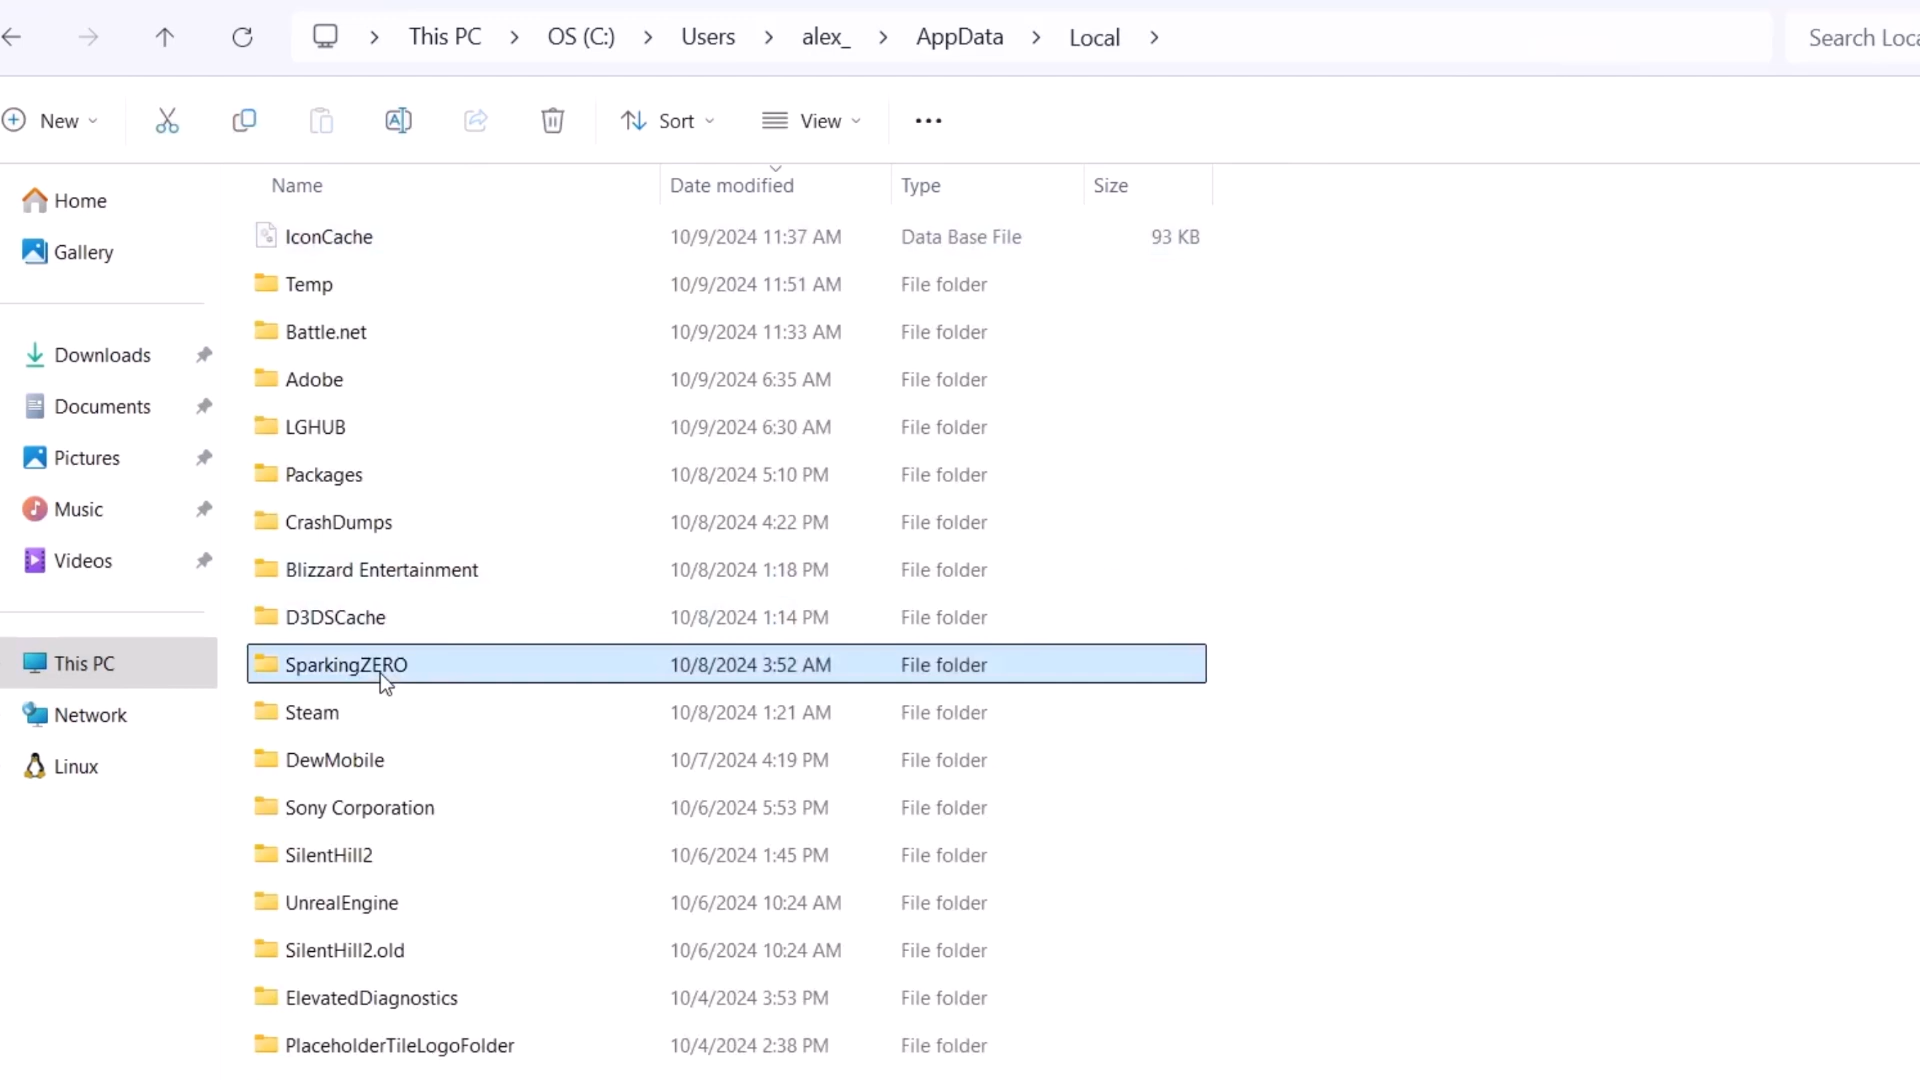 This PC > OS (C:) > Users > alex_ > AppData > Local >
Search Loca
New
Sort
View
Name Date modified Type Size
Home
Gallery
Downloads
Documents
Pictures
Music
Videos
This PC
Network
Linux
IconCache 10/9/2024 11:37 AM Data Base File 93 KB
Temp 10/9/2024 11:51 AM File folder
Battle.net 10/9/2024 11:33 AM File folder
Adobe 10/9/2024 6:35 AM File folder
LGHUB 10/9/2024 6:30 AM File folder
Packages 10/8/2024 5:10 PM File folder
CrashDumps 10/8/2024 4:22 PM File folder
Blizzard Entertainment 10/8/2024 1:18 PM File folder
D3DSCache 10/8/2024 1:14 PM File folder
SparkingZERO 10/8/2024 3:52 AM File folder
Steam 10/8/2024 1:21 AM File folder
DewMobile 10/7/2024 4:19 PM File folder
Sony Corporation 10/6/2024 5:53 PM File folder
SilentHill2 10/6/2024 1:45 PM File folder
UnrealEngine 10/6/2024 10:24 AM File folder
SilentHill2.old 10/6/2024 10:24 AM File folder
ElevatedDiagnostics 10/4/2024 3:53 PM File folder
PlaceholderTileLogoFolder 10/4/2024 2:38 PM File folder